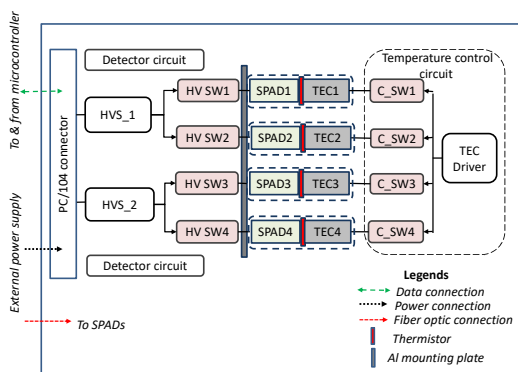 To & from microcontroller
External power supply
PC/104 connector
Detector circuit
HVS_1
HVS_2
Detector circuit
HV SW1
HV SW2
HV SW3
HV SW4
SPAD1 TEC1
SPAD2 TEC2
SPAD3 TEC3
SPAD4 TEC4
Temperature control
circuit
C_SW1
C_SW2
C_SW3
C_SW4
TEC
Driver
To SPADs
Legends
Data connection
Power connection
Fiber optic connection
Thermistor
Al mounting plate